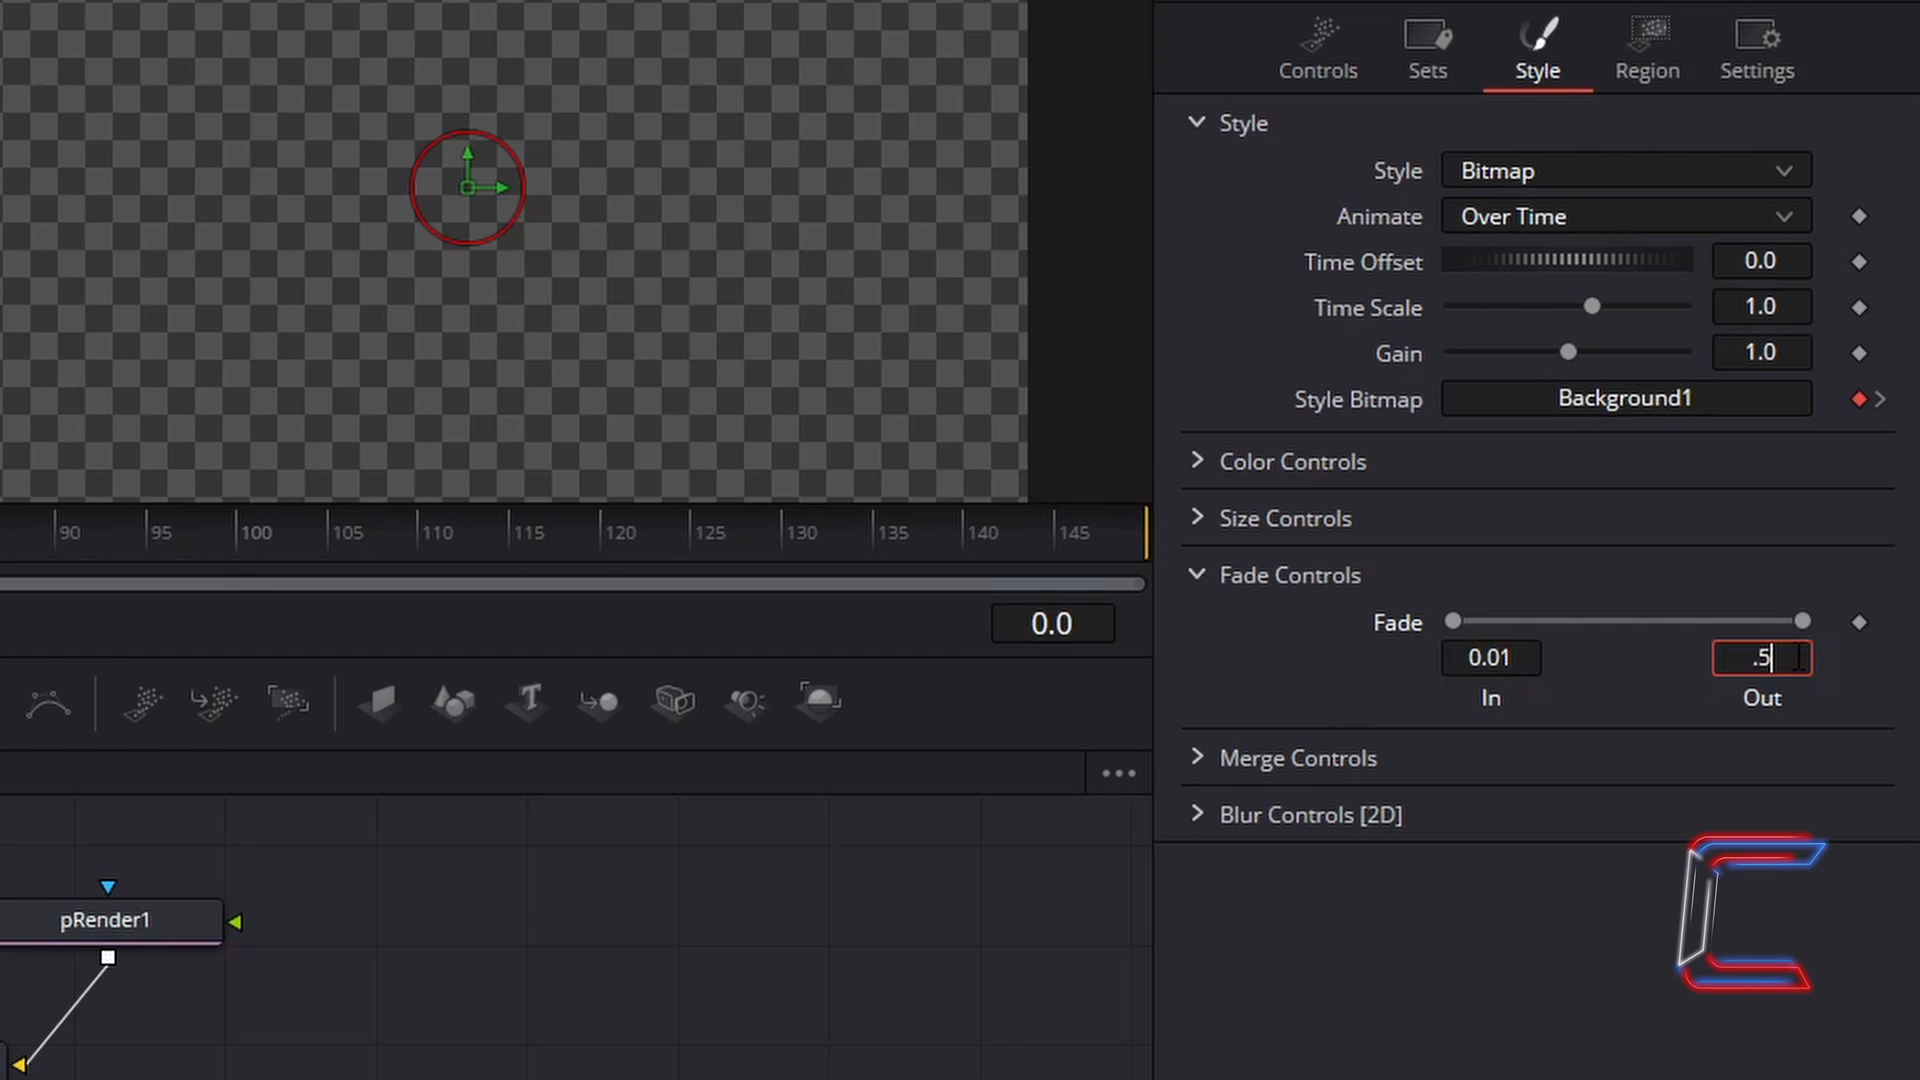 Controls Sets Style Region Settings
Style
Style Bitmap
Animate Over Time
Time Offset 0.0
Time Scale 1.0
Gain 1.0
Style Bitmap Background1
Color Controls
Size Controls
90 95 100 105 110 115 120 125 130 135 140 145
Fade Controls
0.0
Fade
0.01 .5
In Out
Merge Controls
Blur Controls [2D]
pRender1